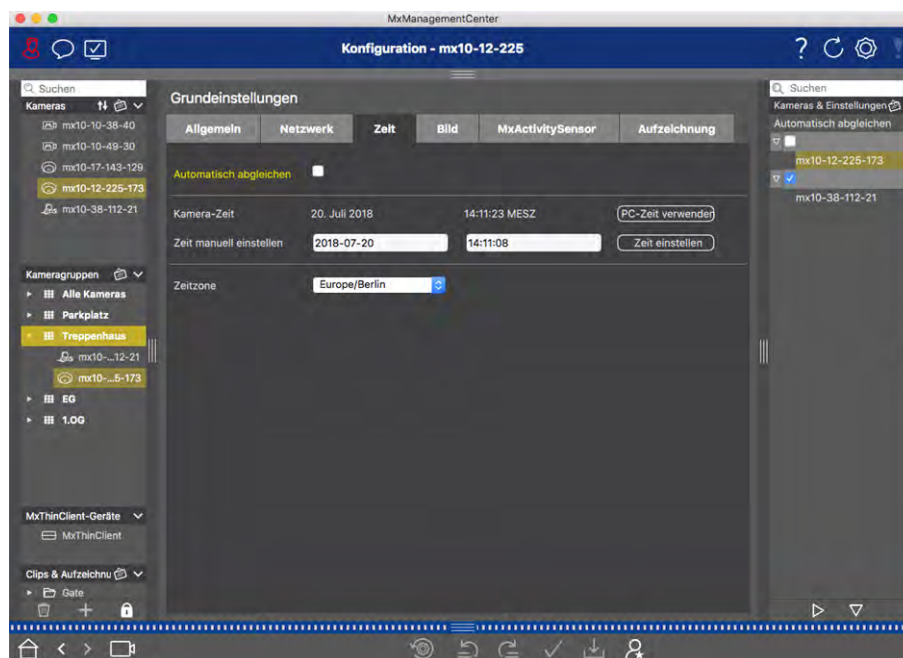 MxManagementCenter
Konfiguration - mx10-12-225
?
Suchen
Kameras
mx10-10-38-40
mx10-10-49-30
mx10-17-143-129
mx10-12-225-173
mx10-38-112-21
Kameragruppen
Alle Kameras
Parkplatz
Treppenhaus
mx10-...12-21
mx10-...5-173
EG
1.OG
MxThinClient-Geräte
MxThinClient
Clips & Aufzeichnu
Gate
Grundeinstellungen
Allgemein Netzwerk Zeit Bild MxActivitySensor Aufzeichnung
Automatisch abgleichen
Kamera-Zeit 20. Juli 2018 14:11:23 MESZ PC-Zeit verwenden
Zeit manuell einstellen 2018-07-20 14:11:08 Zeit einstellen
Zeitzone Europe/Berlin
Suchen
Kameras & Einstellungen
Automatisch abgleichen
mx10-12-225-173
mx10-38-112-21